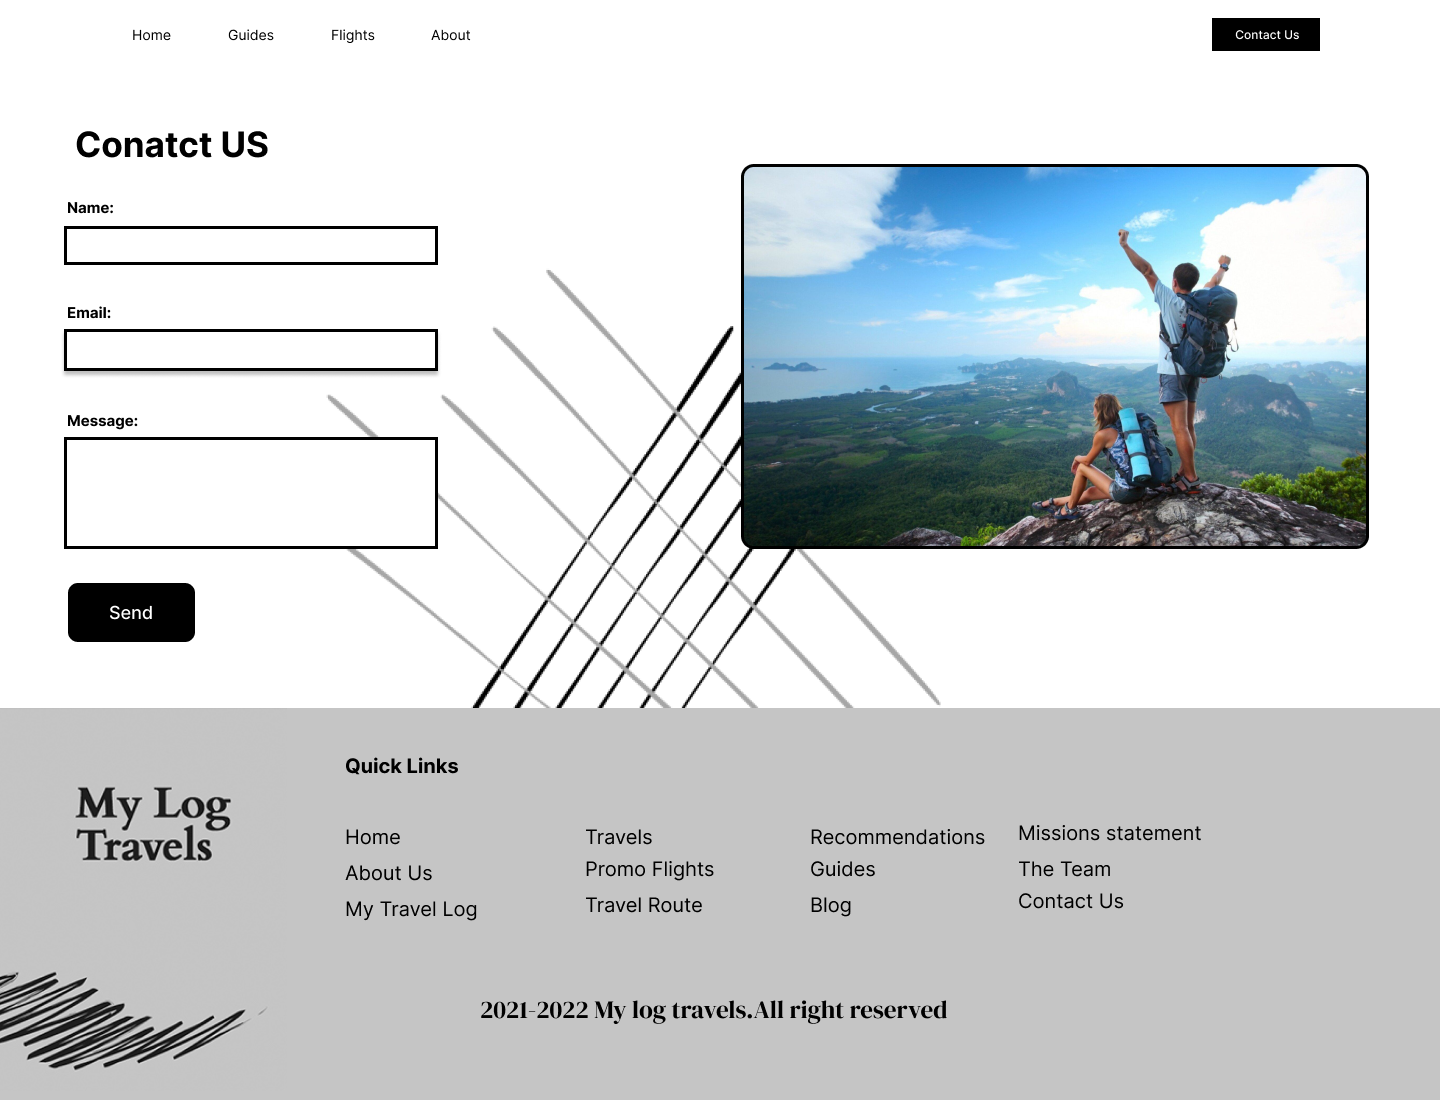 Home Guides Flights About Contact Us
Conatct US
Name:
Email:
Message:
Send
My Log
Travels
Quick Links
Home
About Us
My Travel Log
Travels
Promo Flights
Travel Route
Recommendations
Guides
Blog
Missions statement
The Team
Contact Us
2021-2022 My log travels.All right reserved